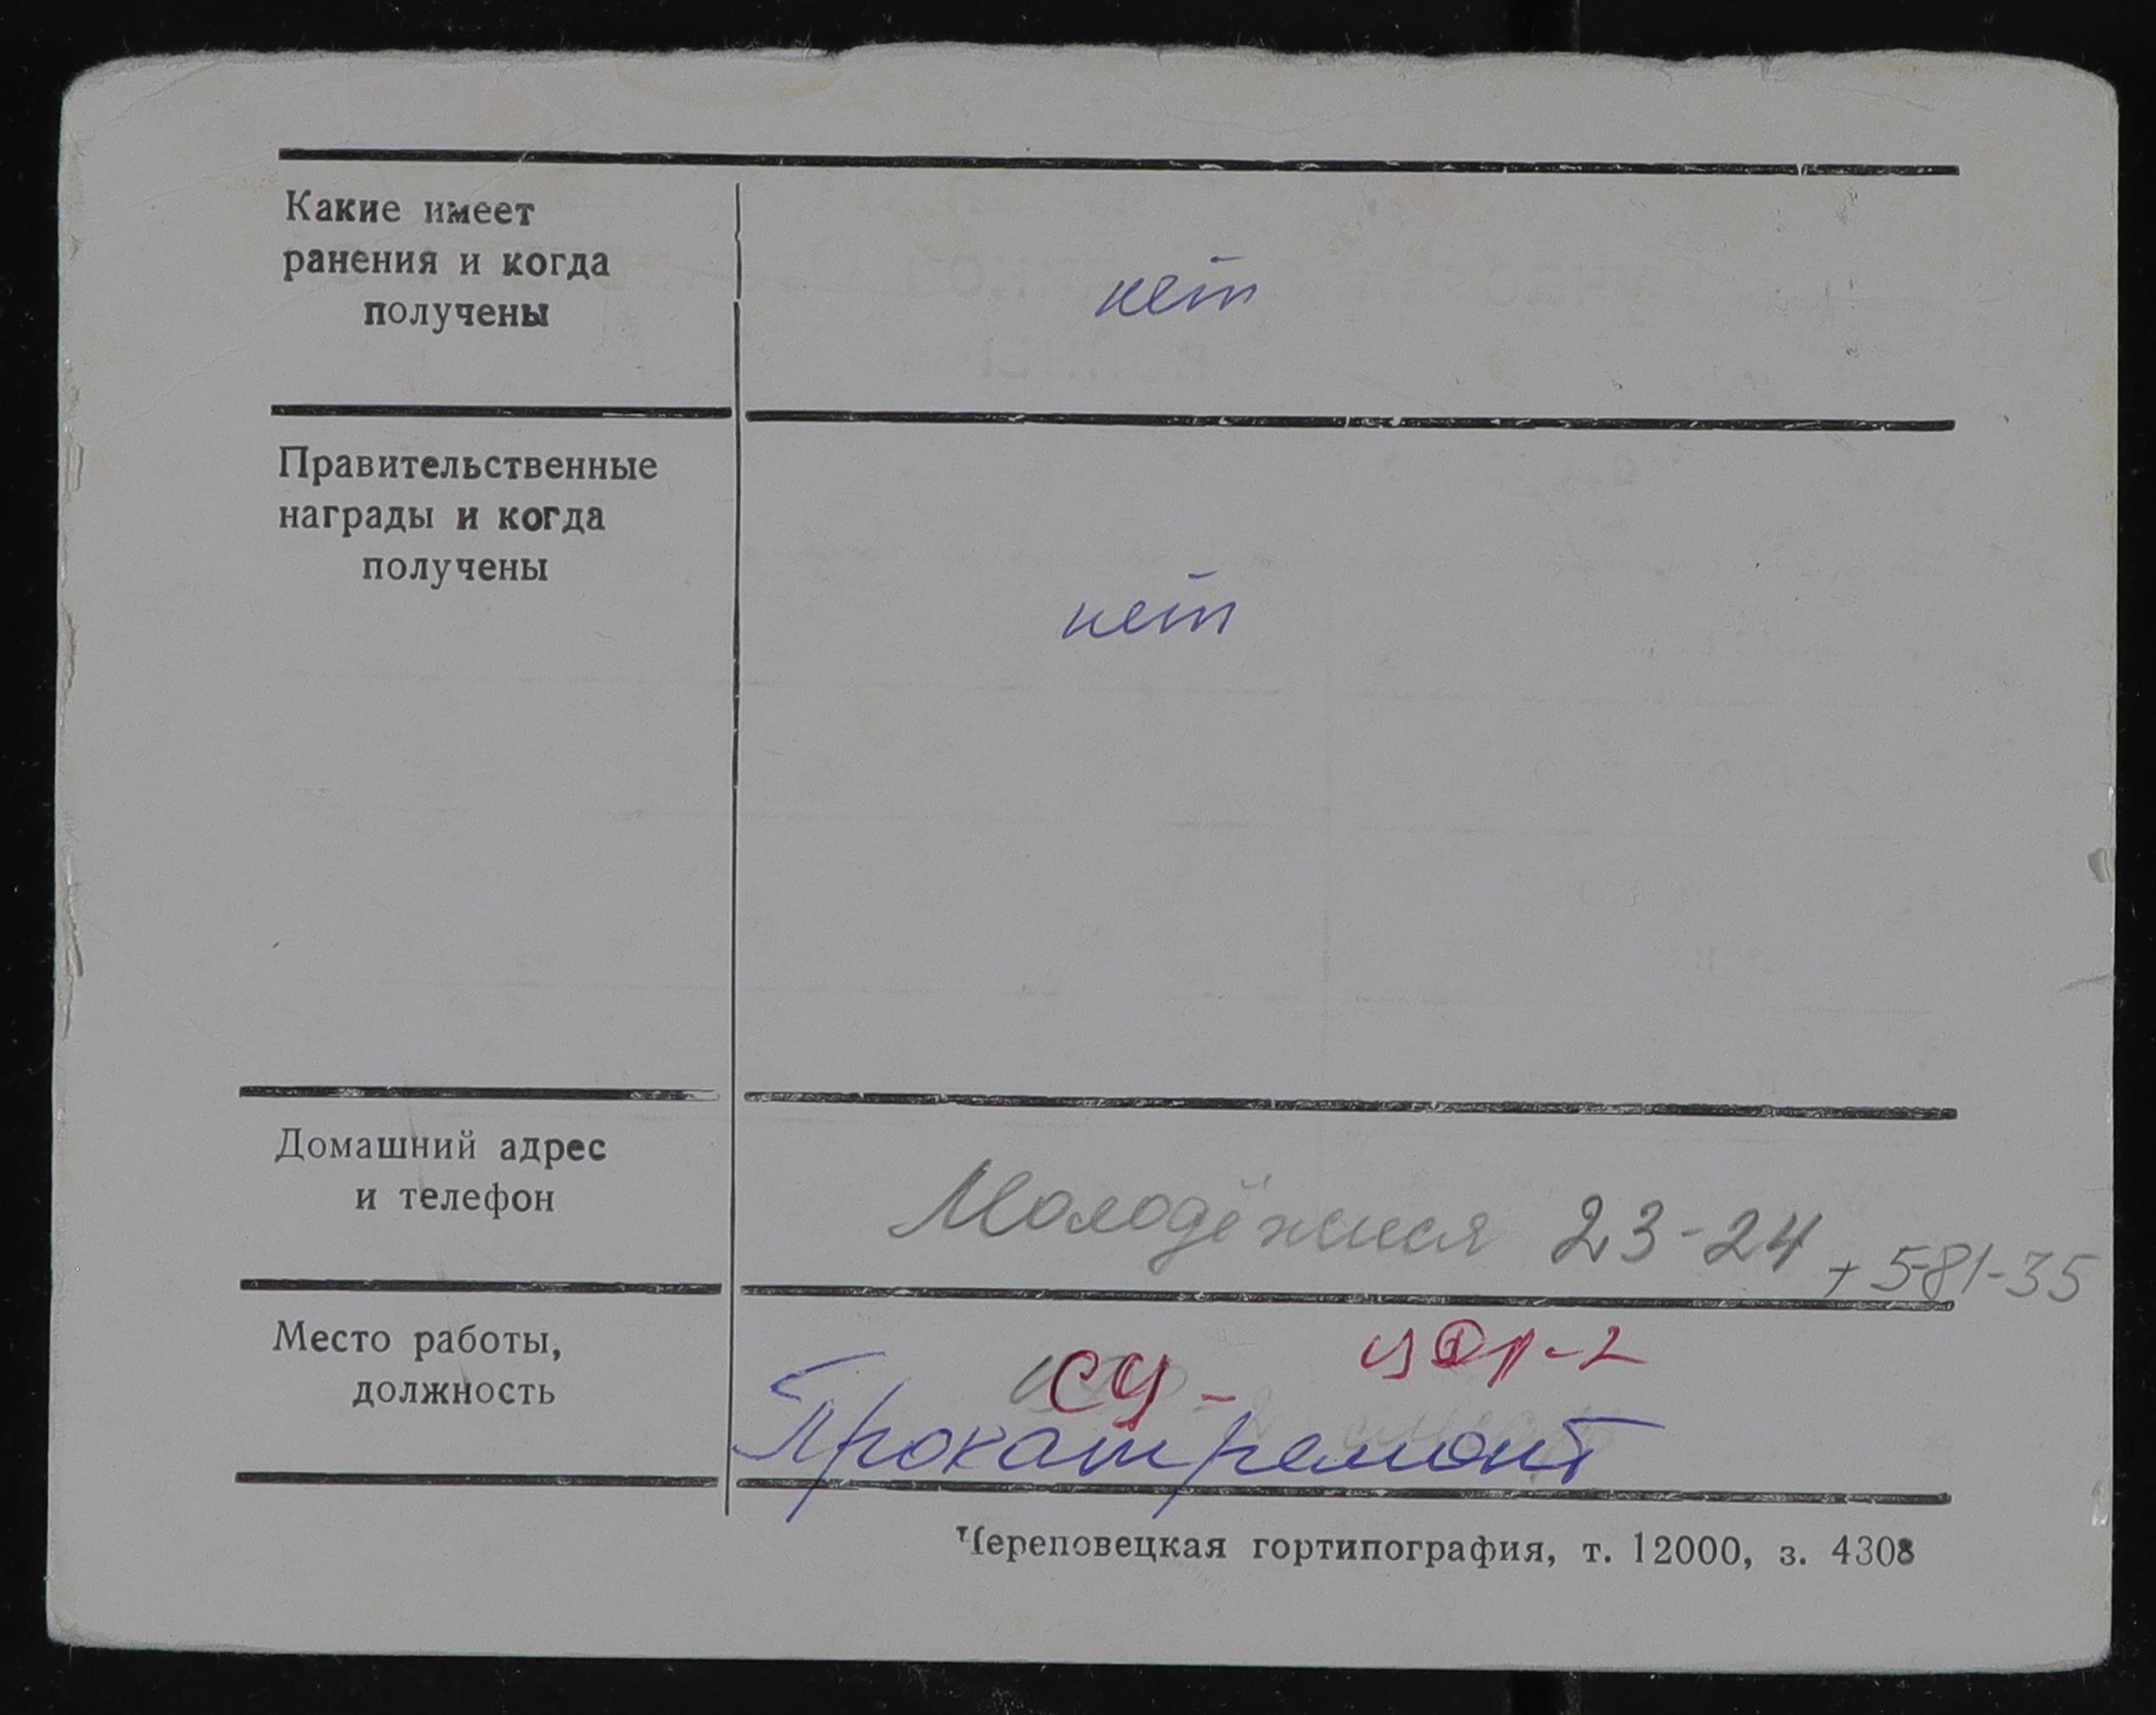 Какие имеет
ранения и когда
получены
нет
Правительственные
награды и когда
получены
нет
Домашний адрес
и телефон
Молодёжная 23-24
т 5-81-35
Место работы,
должность
СЦ -
Прокатремонт
Череповецкая гортипография, т. 12000, з. 4308